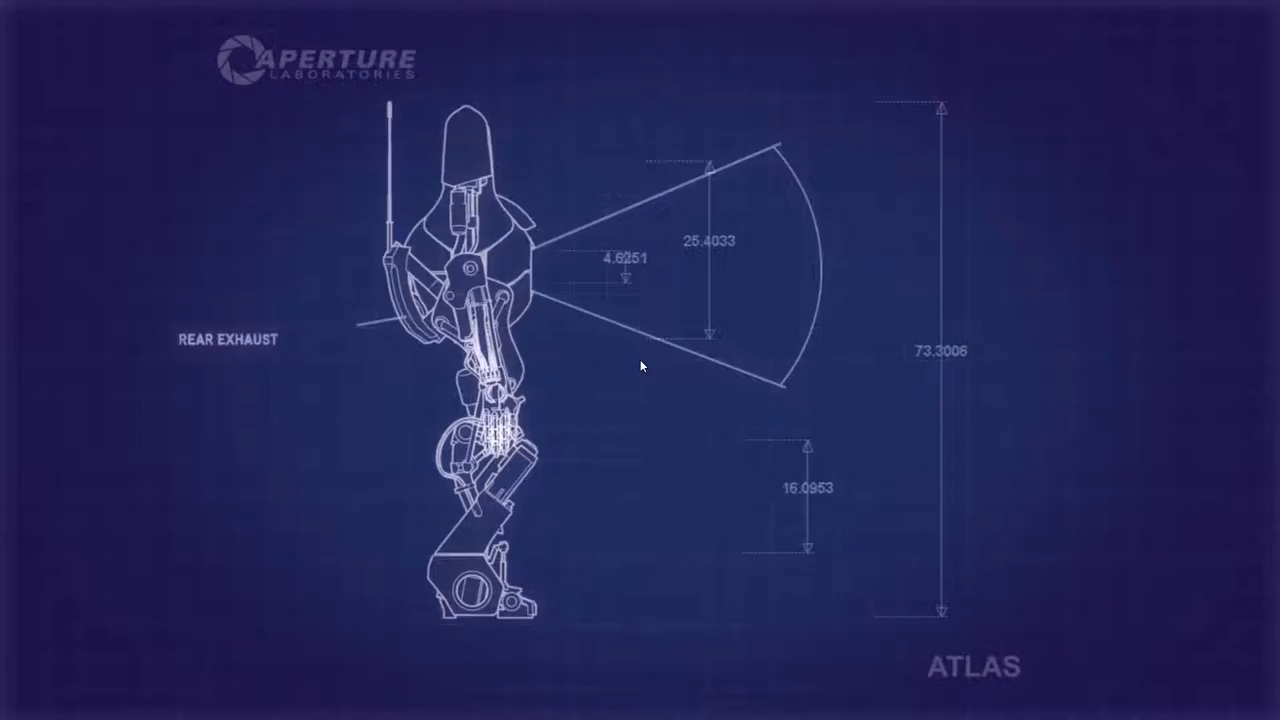 APERTURE
LABORATORIES
25.4033
4.6251
REAR EXHAUST
73.3006
16.0953
ATLAS